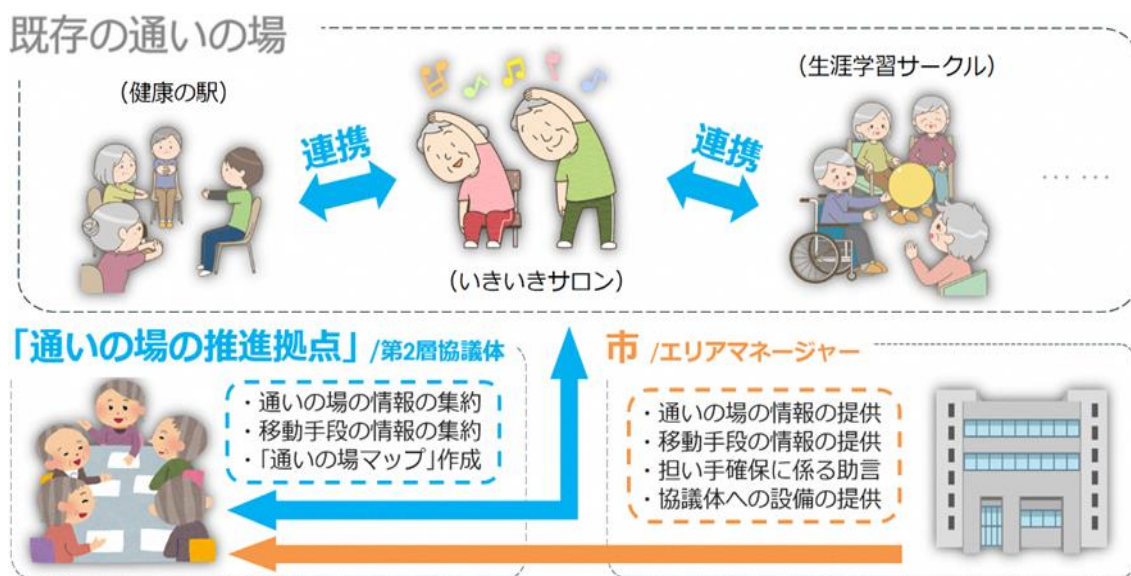 既存の通いの場
（健康の駅）
連携
（いきいきサロン）
連携
（生涯学習サークル）
…… 
「通いの場の推進拠点」/第2層協議体
・通いの場の情報の集約
・移動手段の情報の集約
・「通いの場マップ」作成
市 /エリアマネージャー
・通いの場の情報の提供
・移動手段の情報の提供
・担い手確保に係る助言
・協議体への設備の提供